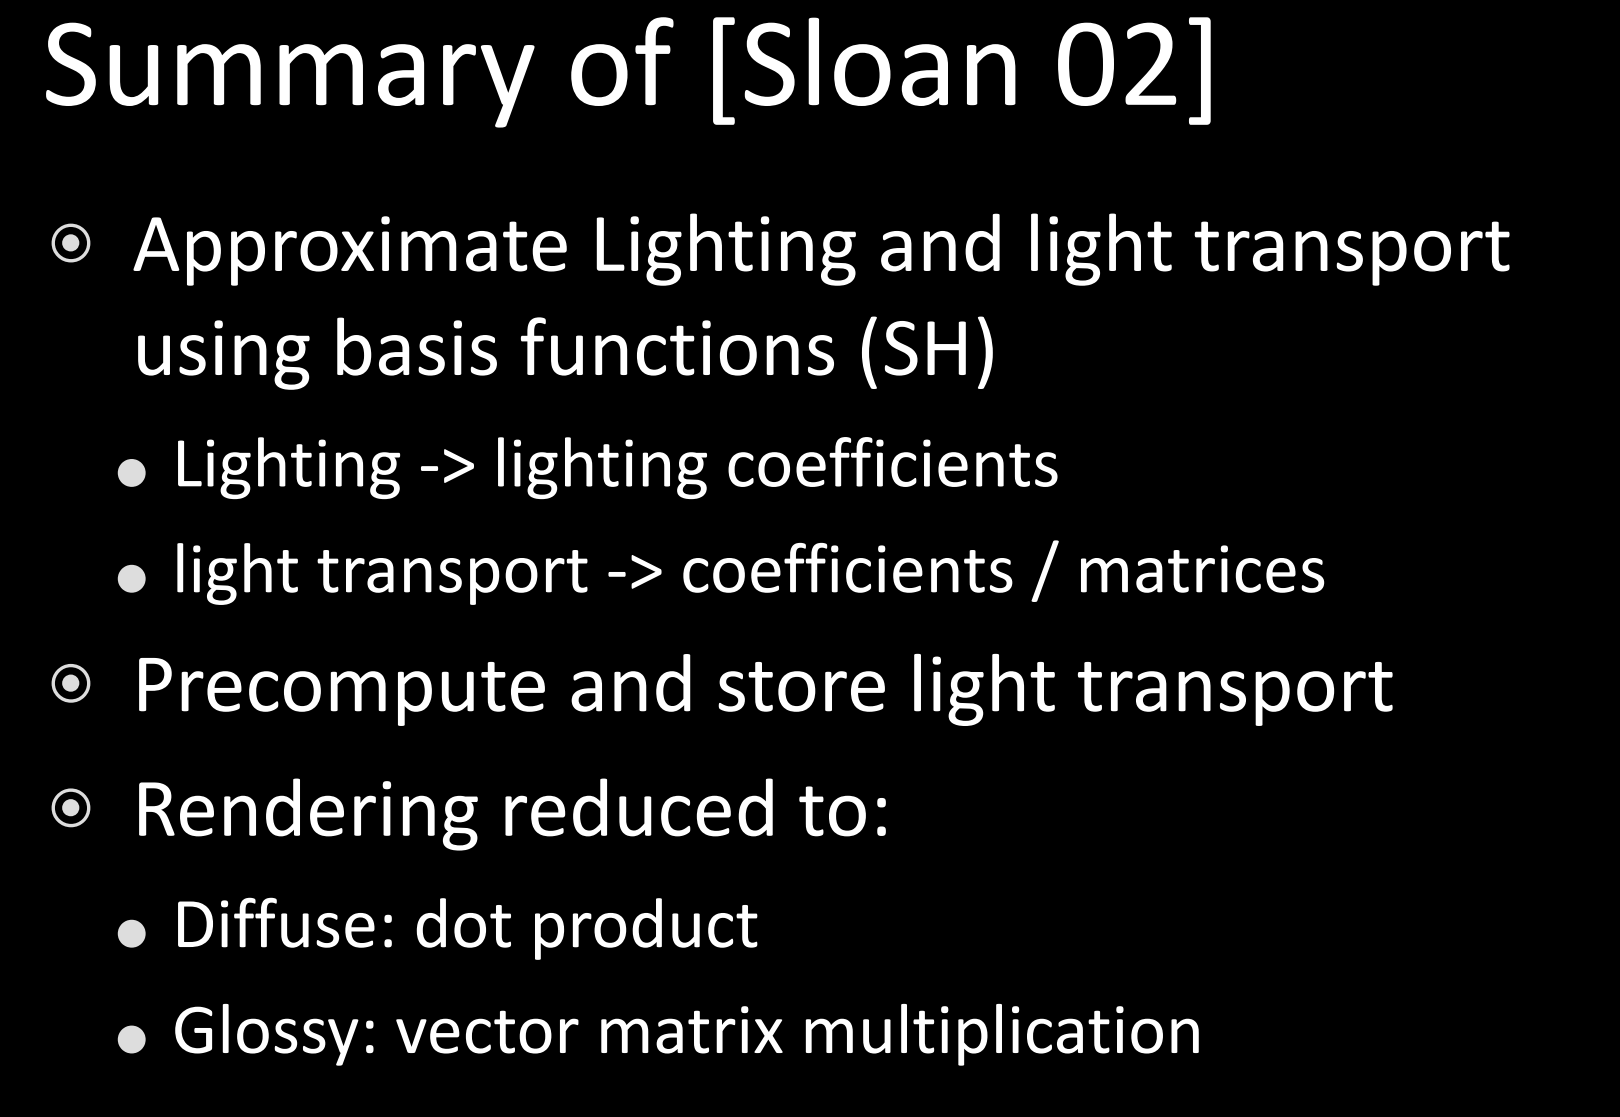 Summary of [Sloan 02]
Approximate Lighting and light transport
using basis functions (SH)
Lighting -> lighting coefficients
light transport -> coefficients / matrices
Precompute and store light transport
Rendering reduced to:
Diffuse: dot product
Glossy: vector matrix multiplication